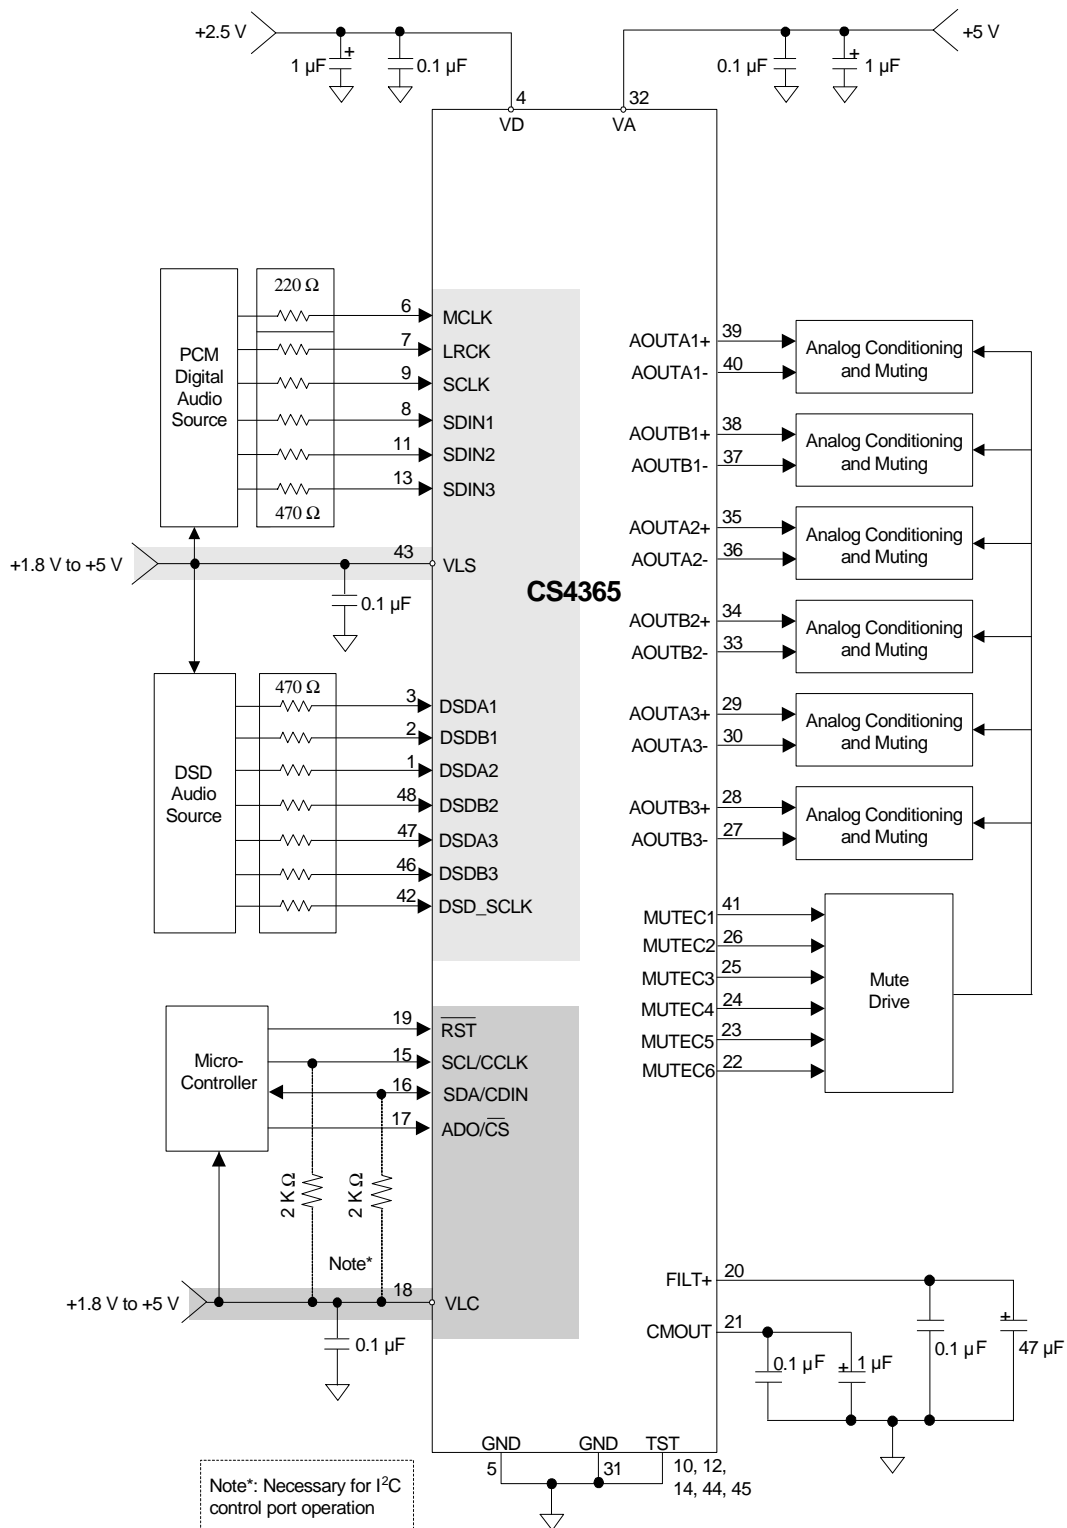 +2.5 V
1 µF
+
0.1 µF
4
VD
32
VA
0.1 µF
+
1 µF
+5 V
PCM
Digital
Audio
Source
220 Ω
470 Ω
6
MCLK
7
LRCK
9
SCLK
8
SDIN1
11
SDIN2
13
SDIN3
+1.8 V to +5 V
43
VLS
0.1 µF
CS4365
DSD
Audio
Source
470 Ω
3
DSDA1
2
DSDB1
1
DSDA2
48
DSDB2
47
DSDA3
46
DSDB3
42
DSD_SCLK
Micro-
Controller
19
RST
15
SCL/CCLK
16
SDA/CDIN
17
ADO/CS
2 K Ω
2 K Ω
Note*
+1.8 V to +5 V
18
VLC
0.1 µF
AOUTA1+
39
AOUTA1-
40
Analog Conditioning
and Muting
AOUTB1+
38
AOUTB1-
37
Analog Conditioning
and Muting
AOUTA2+
35
AOUTA2-
36
Analog Conditioning
and Muting
AOUTB2+
34
AOUTB2-
33
Analog Conditioning
and Muting
AOUTA3+
29
AOUTA3-
30
Analog Conditioning
and Muting
AOUTB3+
28
AOUTB3-
27
Analog Conditioning
and Muting
MUTEC1
41
MUTEC2
26
MUTEC3
25
MUTEC4
24
MUTEC5
23
MUTEC6
22
Mute
Drive
FILT+
20
CMOUT
21
0.1 µF
+
1 µF
0.1 µF
+
47 µF
GND
5
GND
31
TST
10, 12,
14, 44, 45
Note*: Necessary for I²C
control port operation